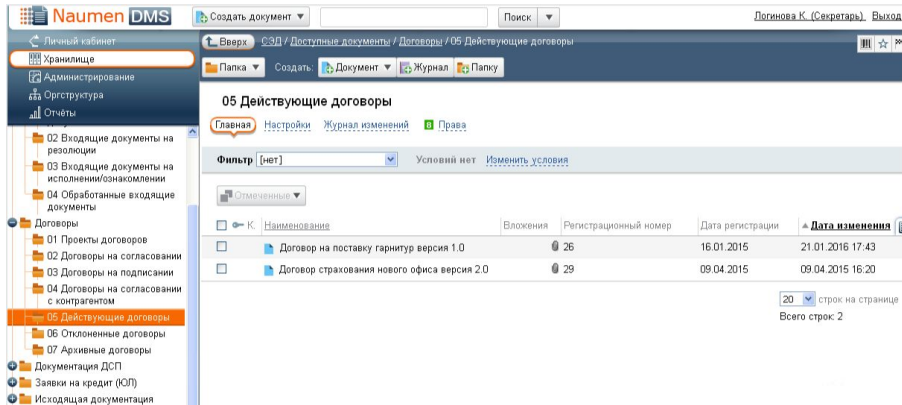 Naumen DMS
Создать документ
Поиск
Логинова К. (Секретарь) Выход
Личный кабинет
Хранилище
Администрирование
Оргструктура
Отчёты
02 Входящие документы на
резолюции
03 Входящие документы на
исполнении/ознакомлении
04 Обработанные входящие
документы
Договоры
01 Проекты договоров
02 Договоры на согласовании
03 Договоры на подписании
04 Договоры на согласовании
с контрагентом
05 Действующие договоры
06 Отклоненные договоры
07 Архивные договоры
Документация ДСП
Заявки на кредит (ЮЛ)
Исходящая документация
Вверх СЭД / Доступные документы / Договоры / 05 Действующие договоры
Папка Создать: Документ Журнал Папку
05 Действующие договоры
Главная Настройки Журнал изменений 8 Права
Фильтр [нет] Условий нет Изменить условия
Отмеченные
К. Наименование Вложения Регистрационный номер Дата регистрации Дата изменения
Договор на поставку гарнитур версия 1.0 26 16.01.2015 21.01.2016 17:43
Договор страхования нового офиса версия 2.0 29 09.04.2015 09.04.2015 16:20
20 строк на странице
Всего строк: 2